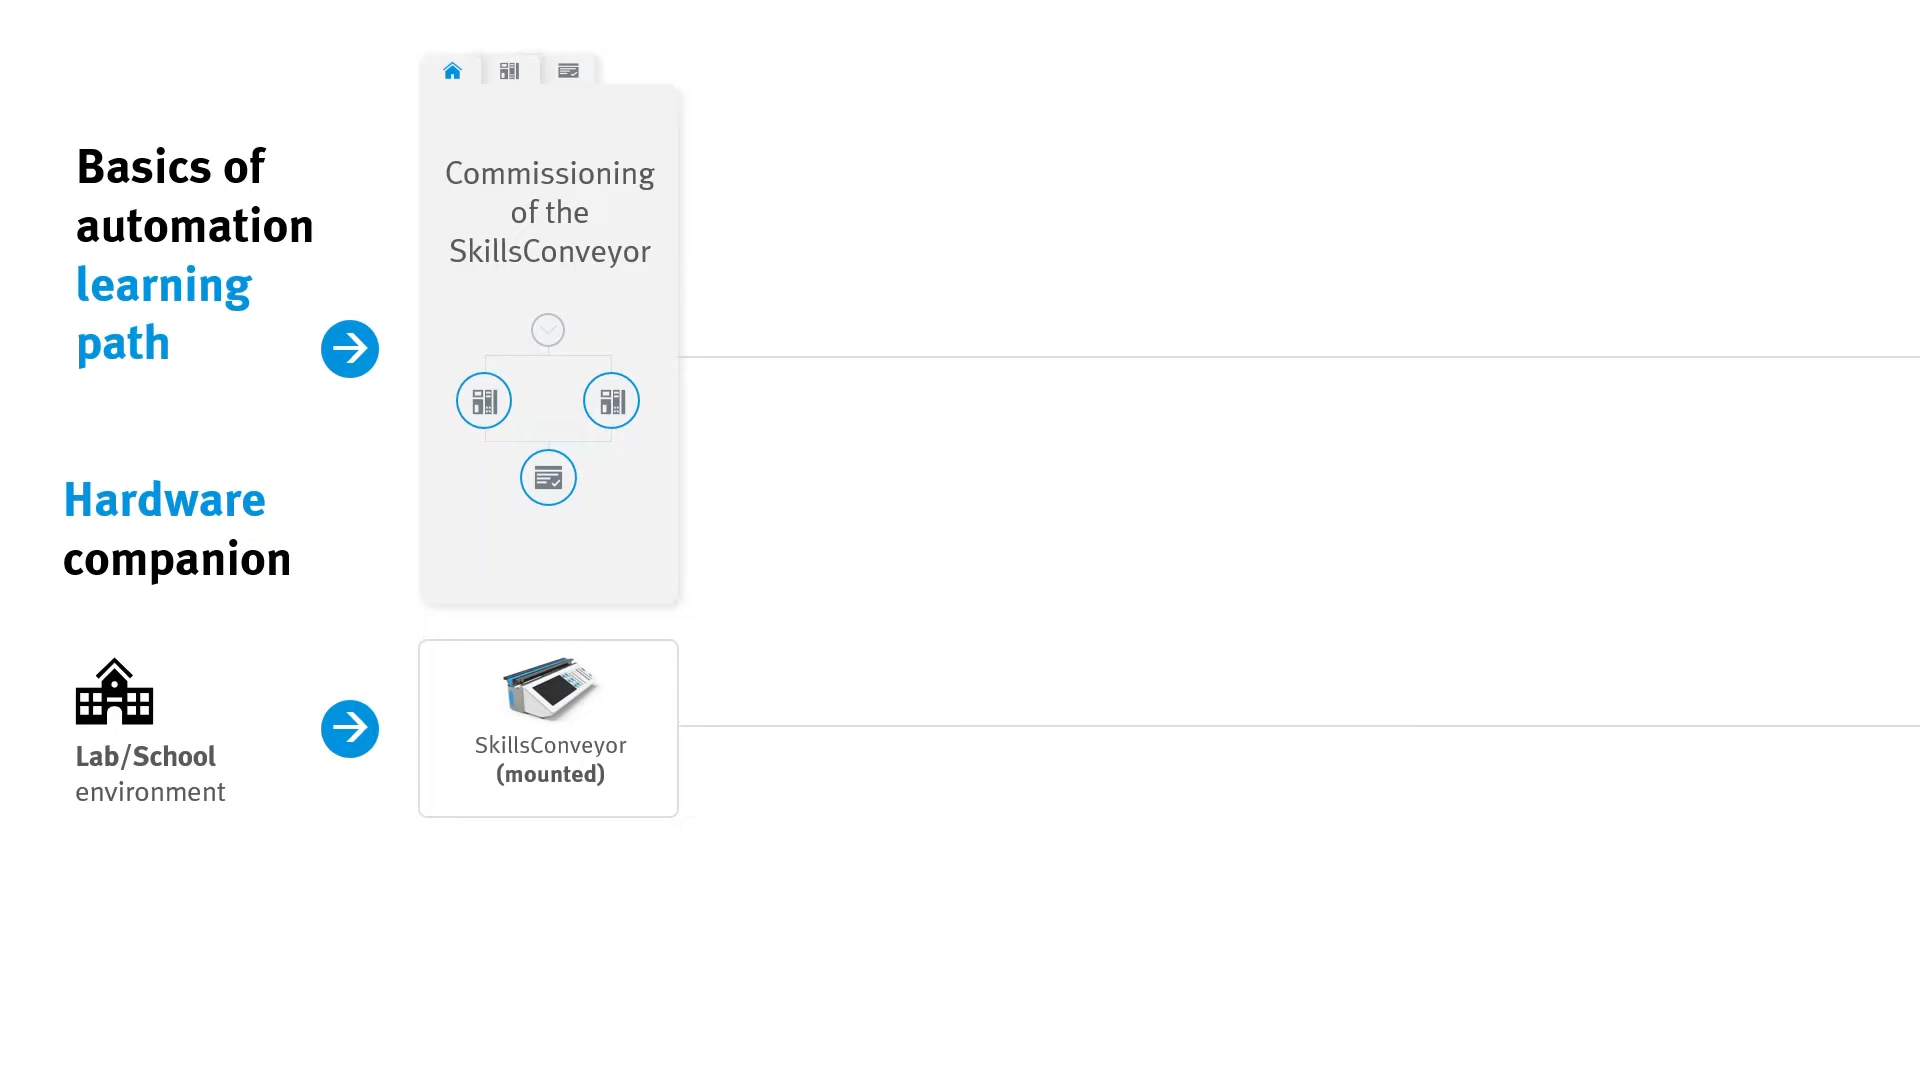 Basics of
automation
learning
path
Commissioning
of the
SkillsConveyor
Hardware
companion
Lab/School
environment
SkillsConveyor
(mounted)